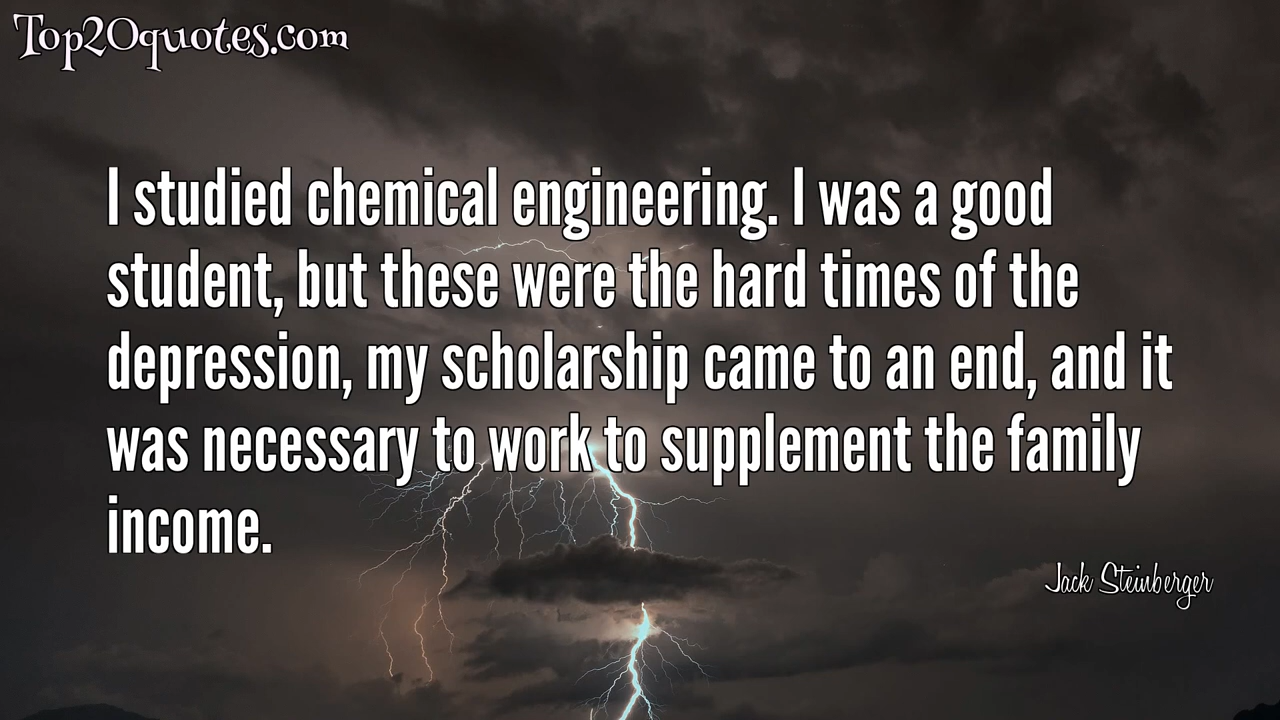 Top20quotes.com
I studied chemical engineering. I was a good
student, but these were the hard times of the
depression, my scholarship came to an end, and it
was necessary to work to supplement the family
income.
Jack Steinberger